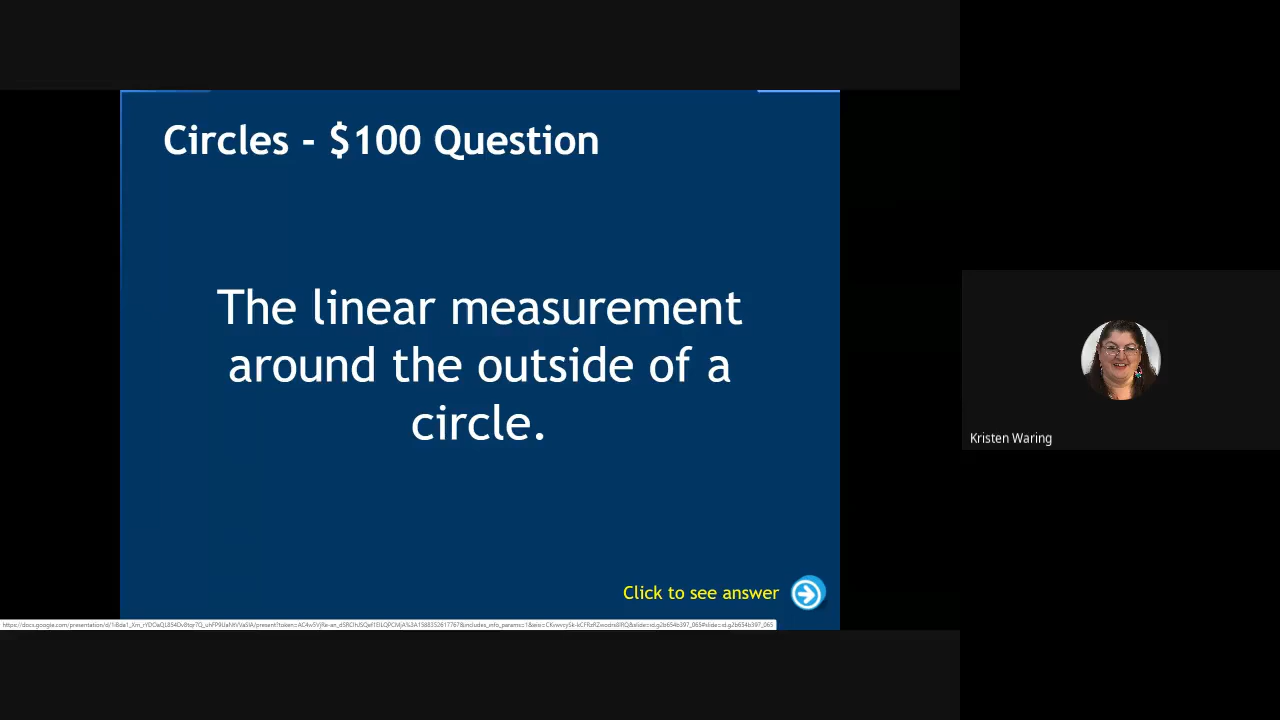 Circles - $100 Question
The linear measurement
around the outside of a
circle.
Click to see answer
Kristen Waring